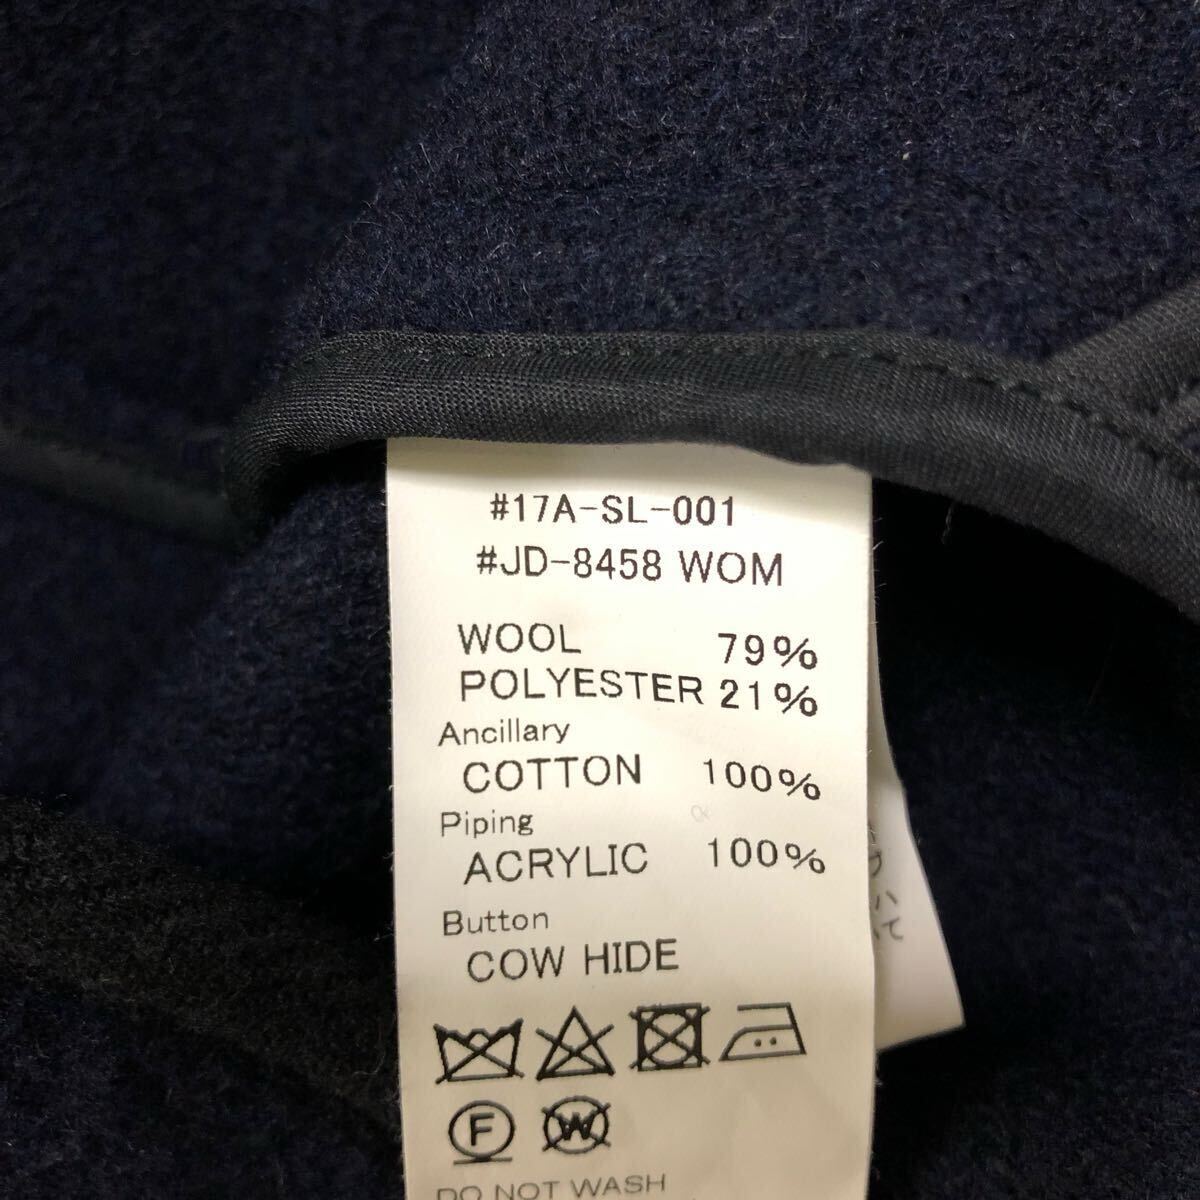 #17A-SL-001
#JD-8458 WOM
WOOL 79%
POLYESTER 21%
Ancillary
COTTON 100%
Piping
ACRYLIC 100%
Button
COW HIDE
F W
DO NOT WASH